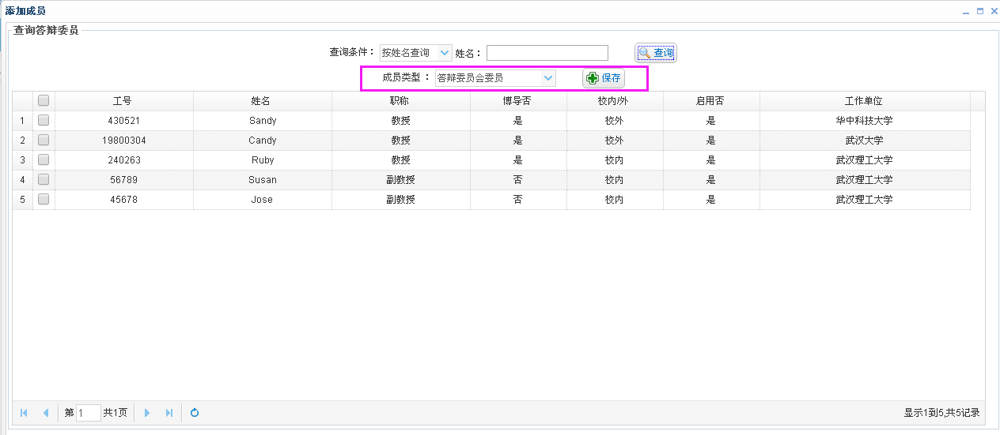 添加成员
查询答辩委员
查询条件： 按姓名查询 姓名： 查询
成员类型 ： 答辩委员会委员 保存
工号 姓名 职称 博导否 校内/外 启用否 工作单位
1 430521 Sandy 教授 是 校外 是 华中科技大学
2 19800304 Candy 教授 是 校外 是 武汉大学
3 240263 Ruby 教授 是 校内 是 武汉理工大学
4 56789 Susan 副教授 否 校内 是 武汉理工大学
5 45678 Jose 副教授 否 校内 是 武汉理工大学
第 1 共1页 显示1到5,共5记录